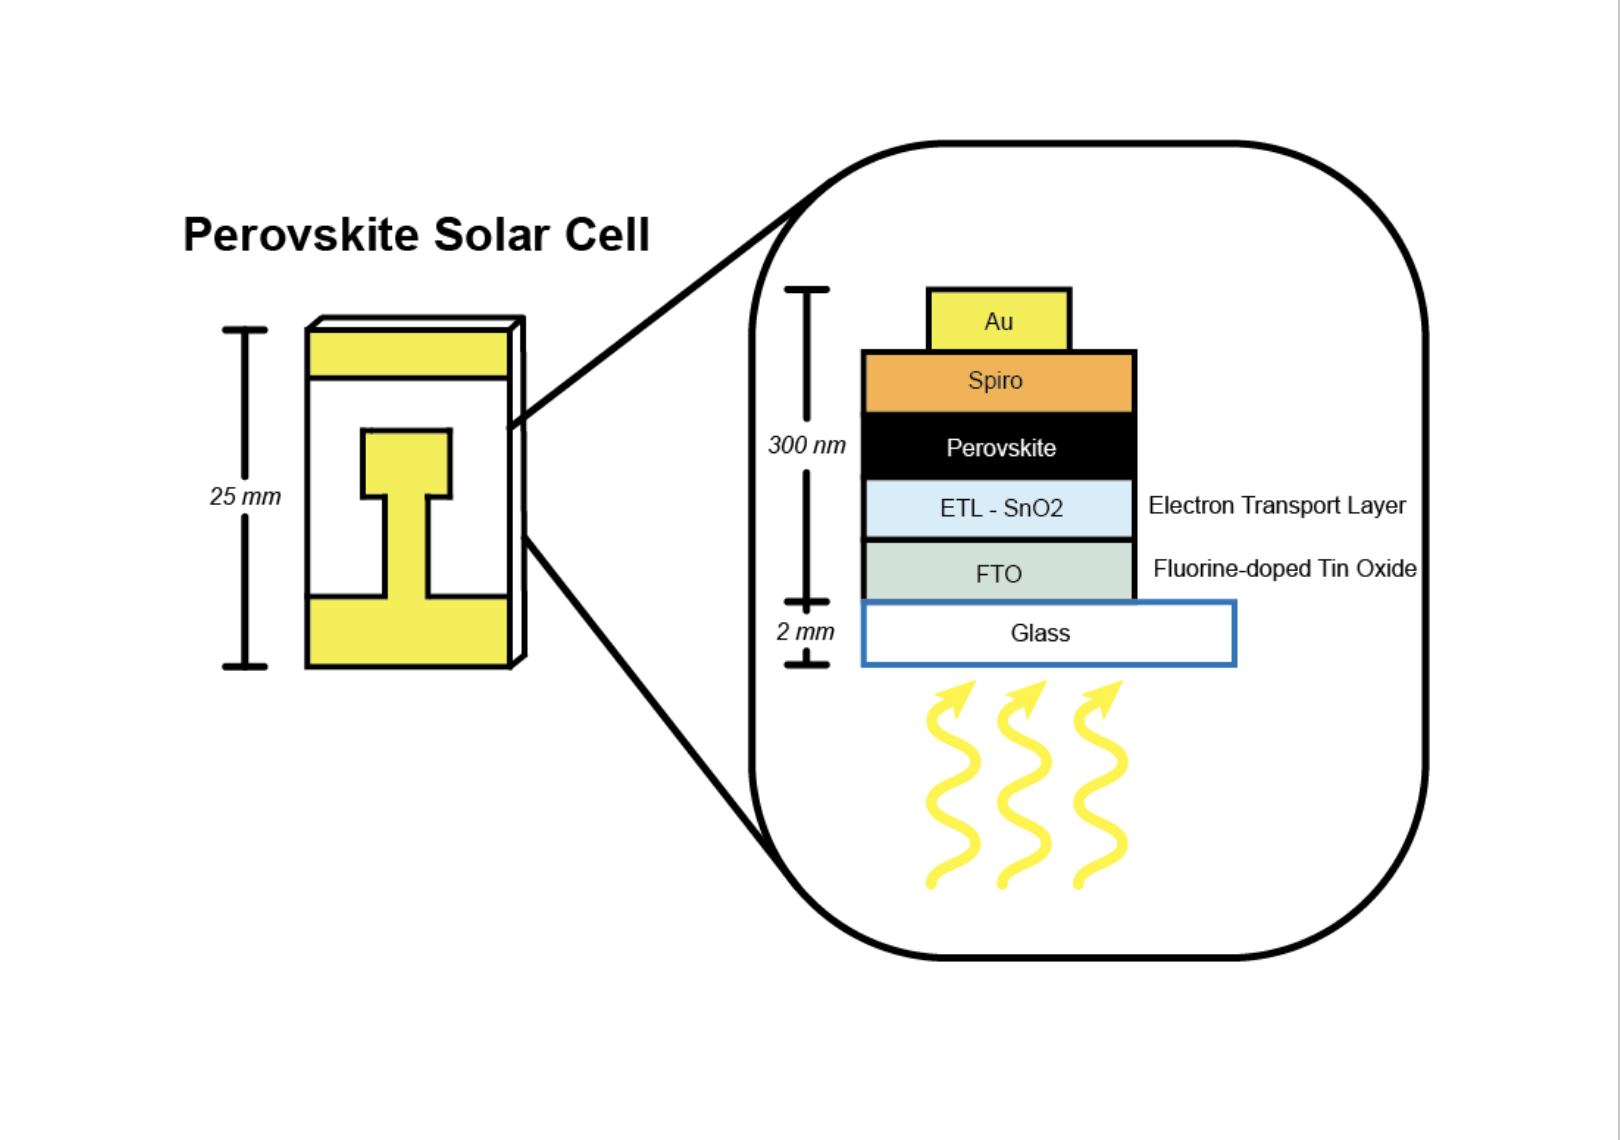 Perovskite Solar Cell
25 mm
300 nm
2 mm
Au
Spiro
Perovskite
ETL - SnO2
Electron Transport Layer
FTO
Fluorine-doped Tin Oxide
Glass